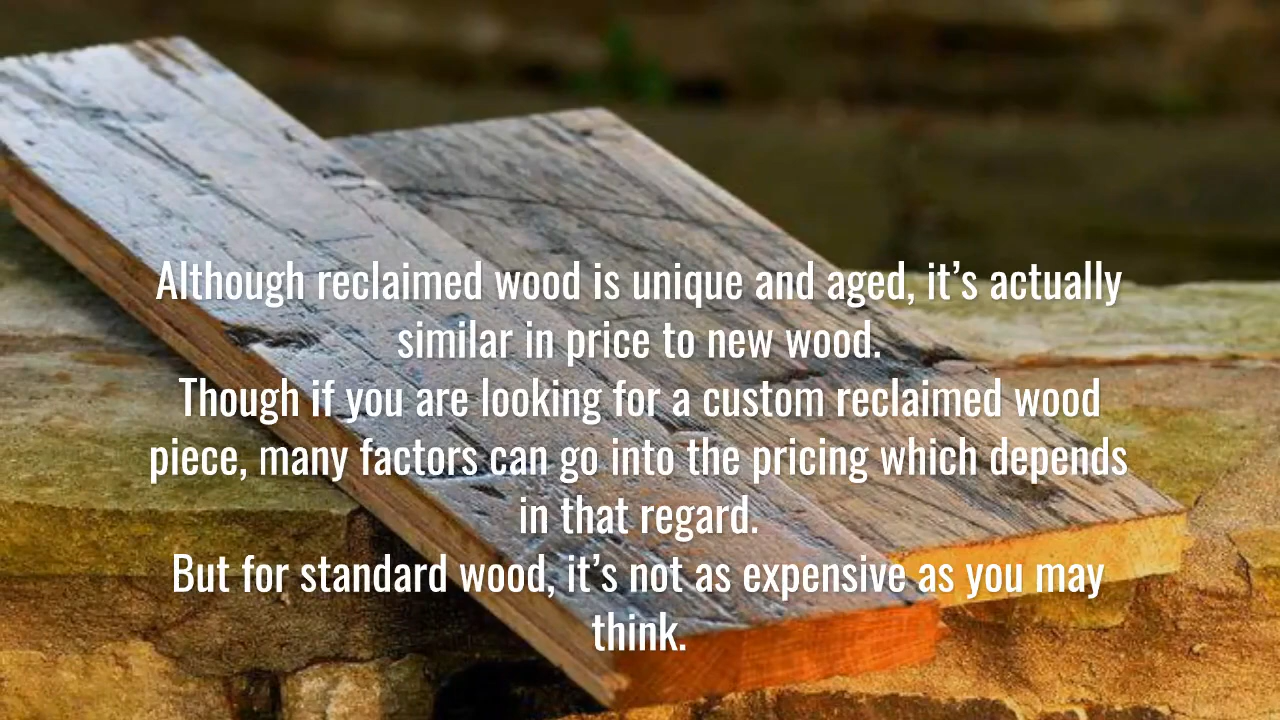 Although reclaimed wood is unique and aged, it’s actually
similar in price to new wood.
Though if you are looking for a custom reclaimed wood
piece, many factors can go into the pricing which depends
in that regard.
But for standard wood, it’s not as expensive as you may
think.